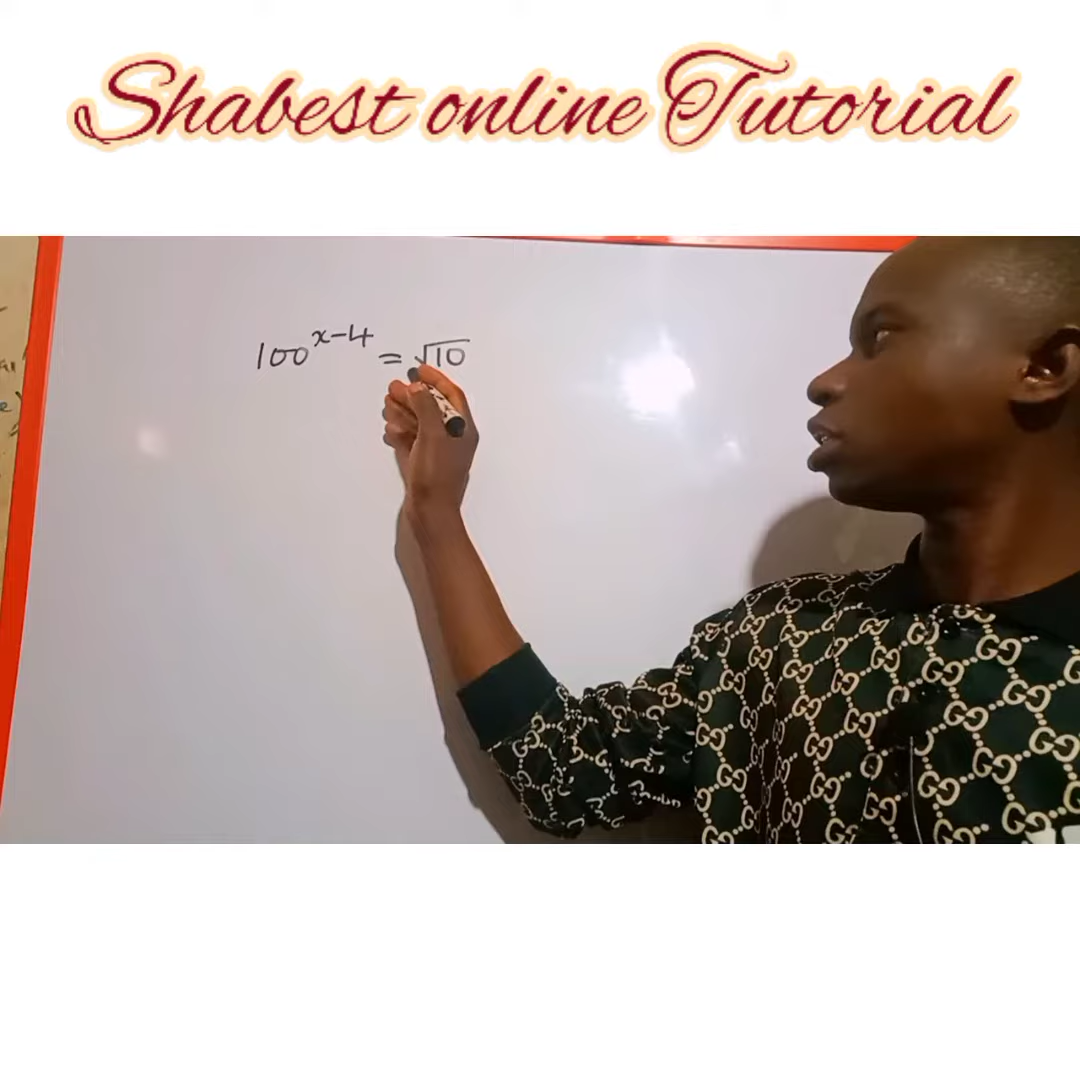 Shabest online Tutorial
100^{x-4} = √10